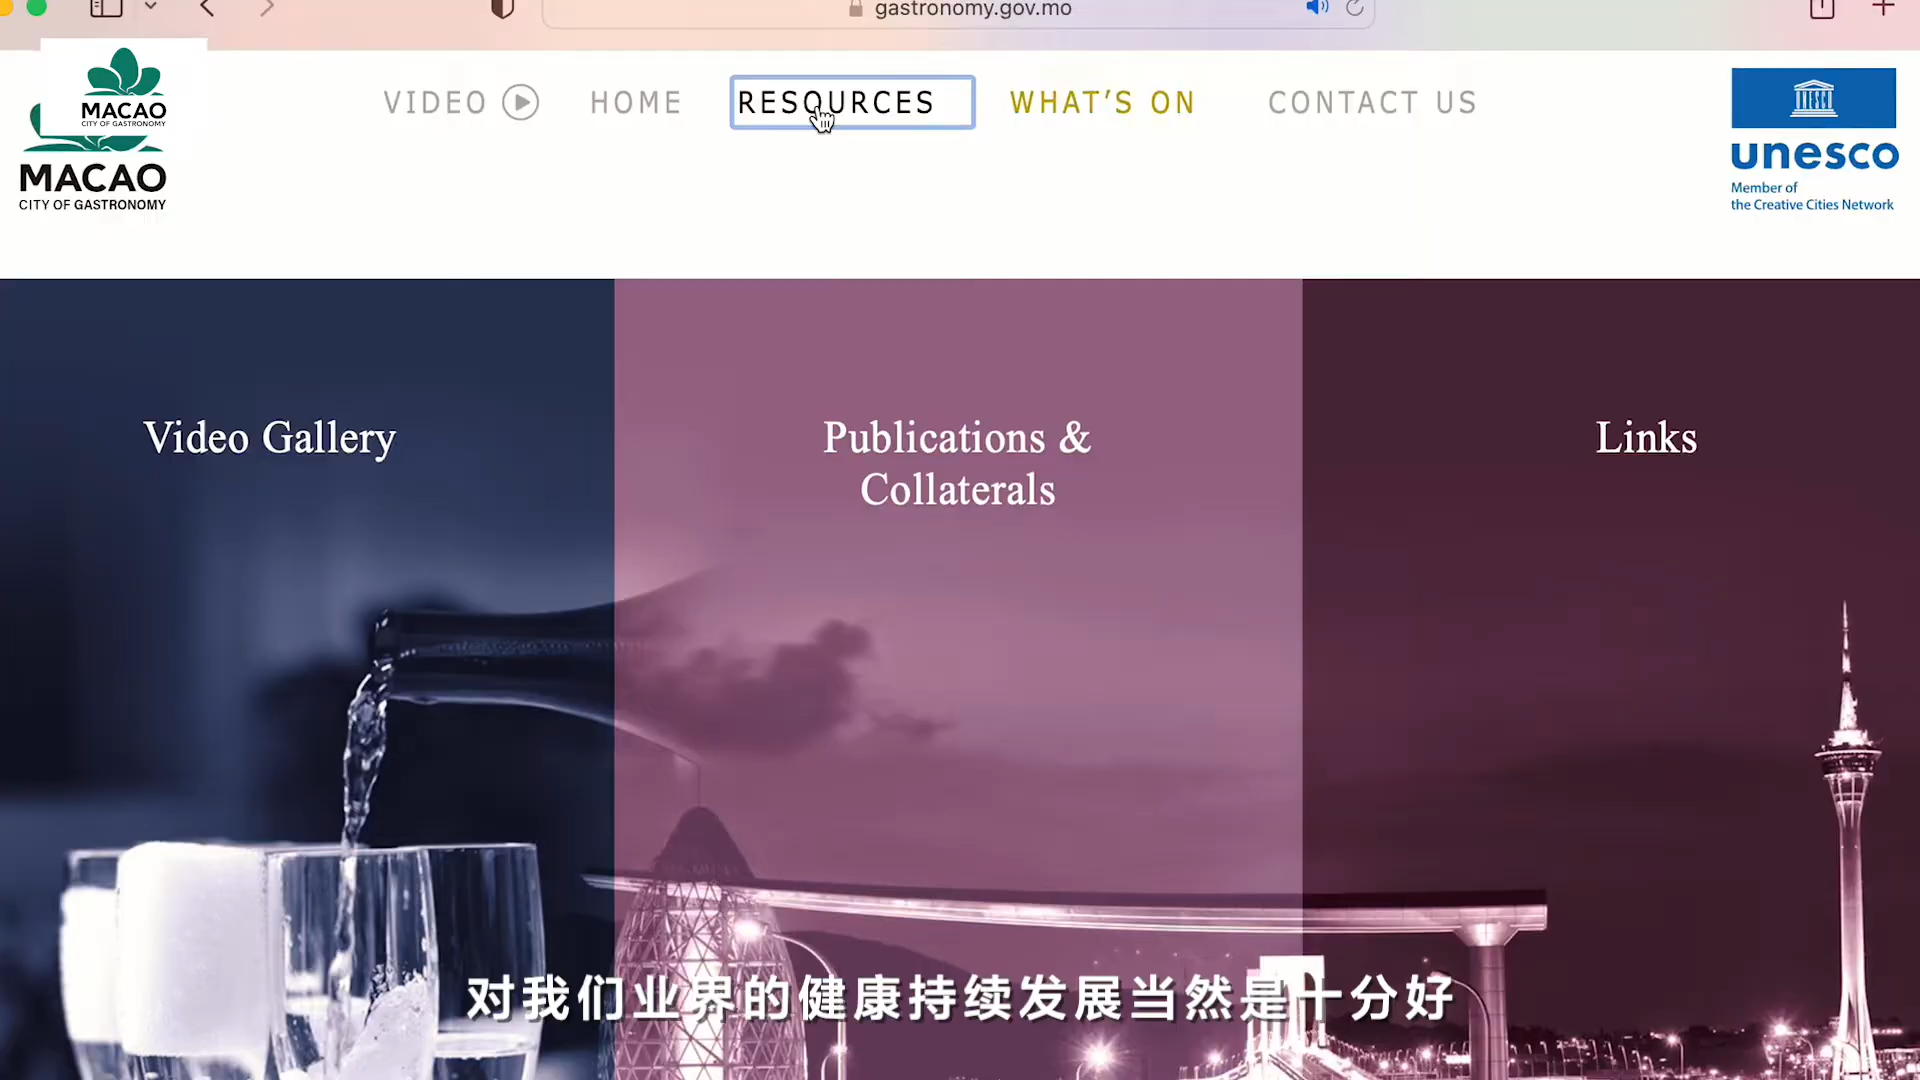 gastronomy.gov.mo
MACAO
CITY OF GASTRONOMY
MACAO
CITY OF GASTRONOMY
VIDEO
HOME
RESOURCES
WHAT’S ON
CONTACT US
UNESCO
unesco
Member of
the Creative Cities Network
Video Gallery
Publications &
Collaterals
Links
对我们业界的健康持续发展当然是十分好